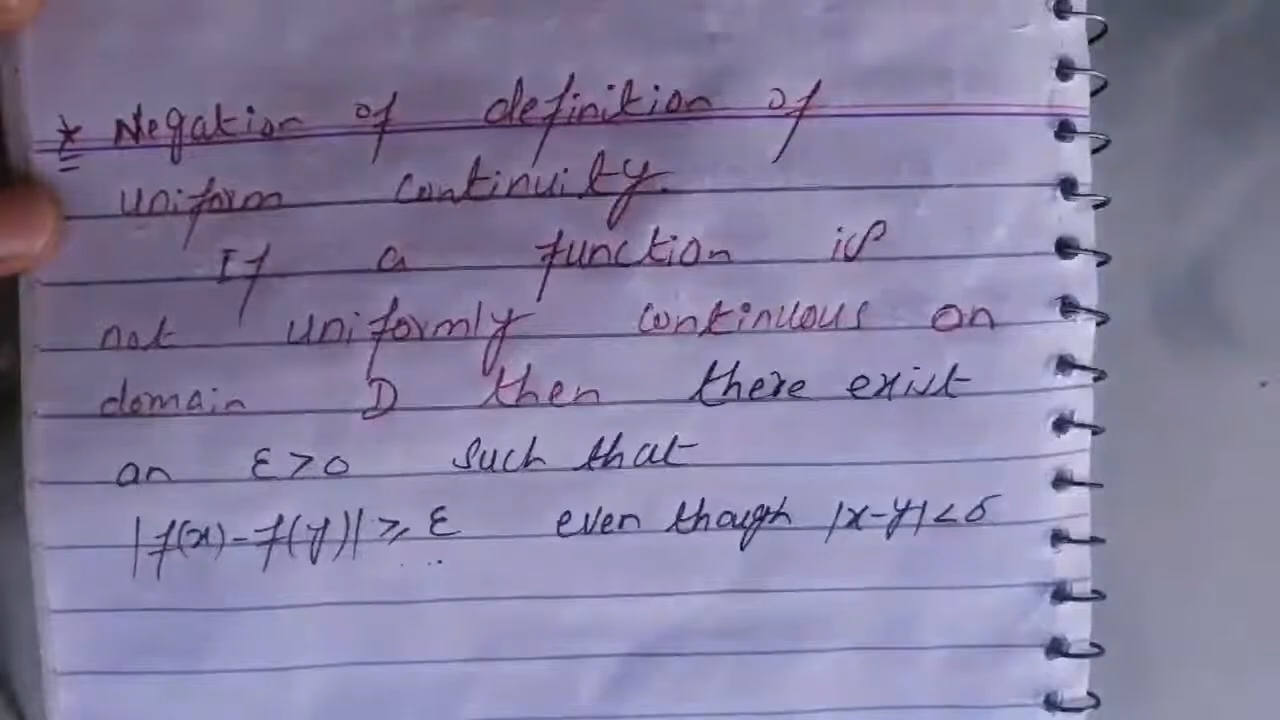 * Negation of definition of
uniform continuity.
If a function is
not uniformly continuous on
domain D then there exist
an ε>0 such that
|f(x)-f(y)| ≥ ε even though |x-y|<δ